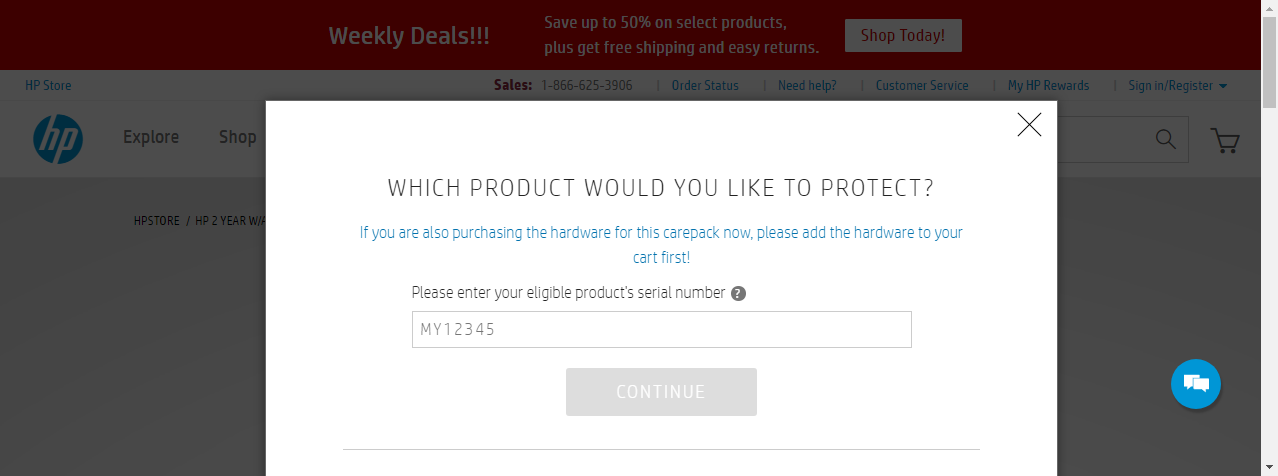 Weekly Deals!!!
Save up to 50% on select products,
plus get free shipping and easy returns.
Shop Today!
HP Store
Sales: 1-866-625-3906 | Order Status | Need help? | Customer Service | My HP Rewards | Sign in/Register
hp
Explore
Shop
HPSTORE / HP 2 YEAR W/A
WHICH PRODUCT WOULD YOU LIKE TO PROTECT?
If you are also purchasing the hardware for this carepack now, please add the hardware to your
cart first!
Please enter your eligible product's serial number ?
MY12345
CONTINUE